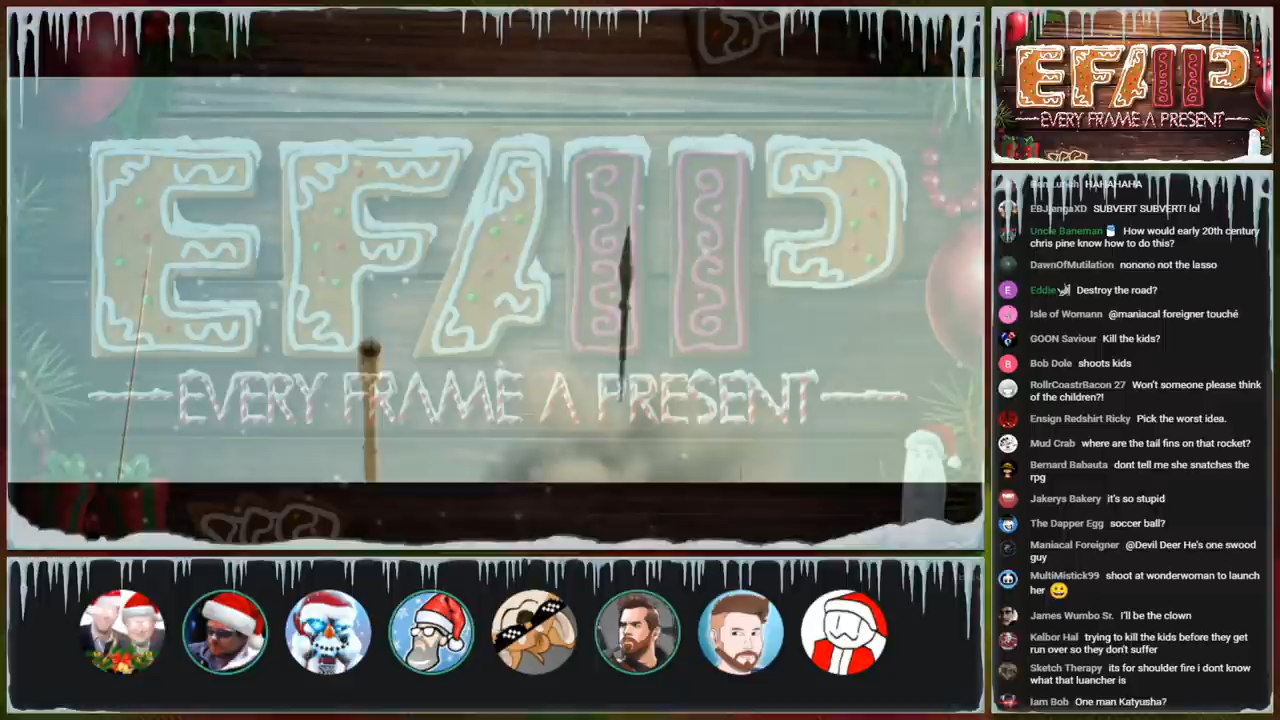 EFAP
EVERY FRAME A PRESENT
EFAP
EVERY FRAME A PRESENT
HAHAHAHA
EBJengaXD SUBVERT SUBVERT! lol
Uncle Baneman How would early 20th century
chris pine know how to do this?
DawnOfMutilation nonono not the lasso
E Eddie Destroy the road?
Isle of Womann @maniacal foreigner touché
GOON Saviour Kill the kids?
B Bob Dole shoots kids
RollrCoastrBacon 27 Won't someone please think
of the children?!
Ensign Redshirt Ricky Pick the worst idea.
Mud Crab where are the tail fins on that rocket?
Bernard Babauta dont tell me she snatches the
rpg
Jakerys Bakery it's so stupid
The Dapper Egg soccer ball?
Maniacal Foreigner @Devil Deer He's one swood
guy
MultiMistick99 shoot at wonderwoman to launch
her 😀
James Wumbo Sr. I'll be the clown
Kelbor Hal trying to kill the kids before they get
run over so they don't suffer
Sketch Therapy its for shoulder fire i dont know
what that luancher is
Iam Bob One man Katyusha?